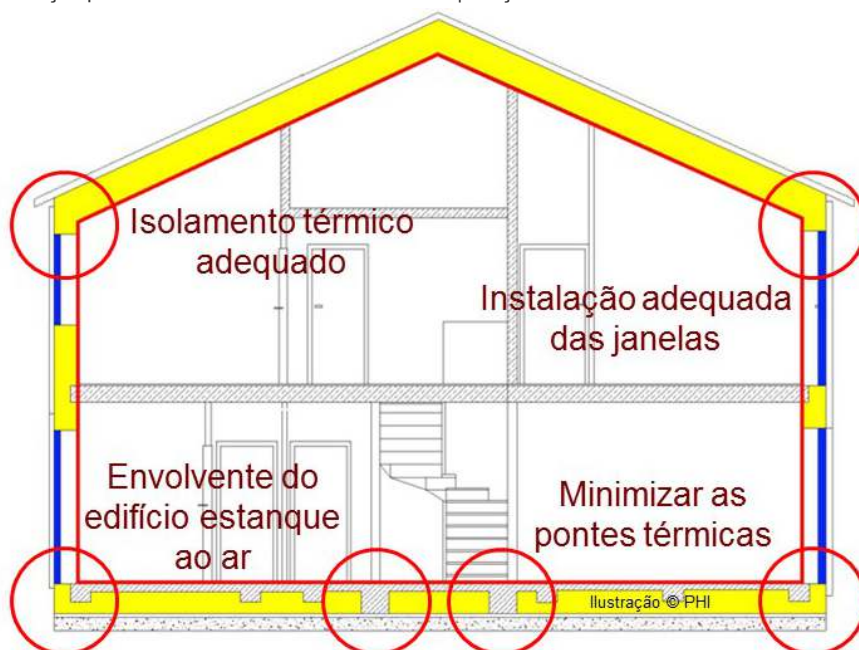 Isolamento térmico
adequado
Instalação adequada
das janelas
Envolvente do
edifício estanque
ao ar
Minimizar as
pontes térmicas
Ilustração © PHI